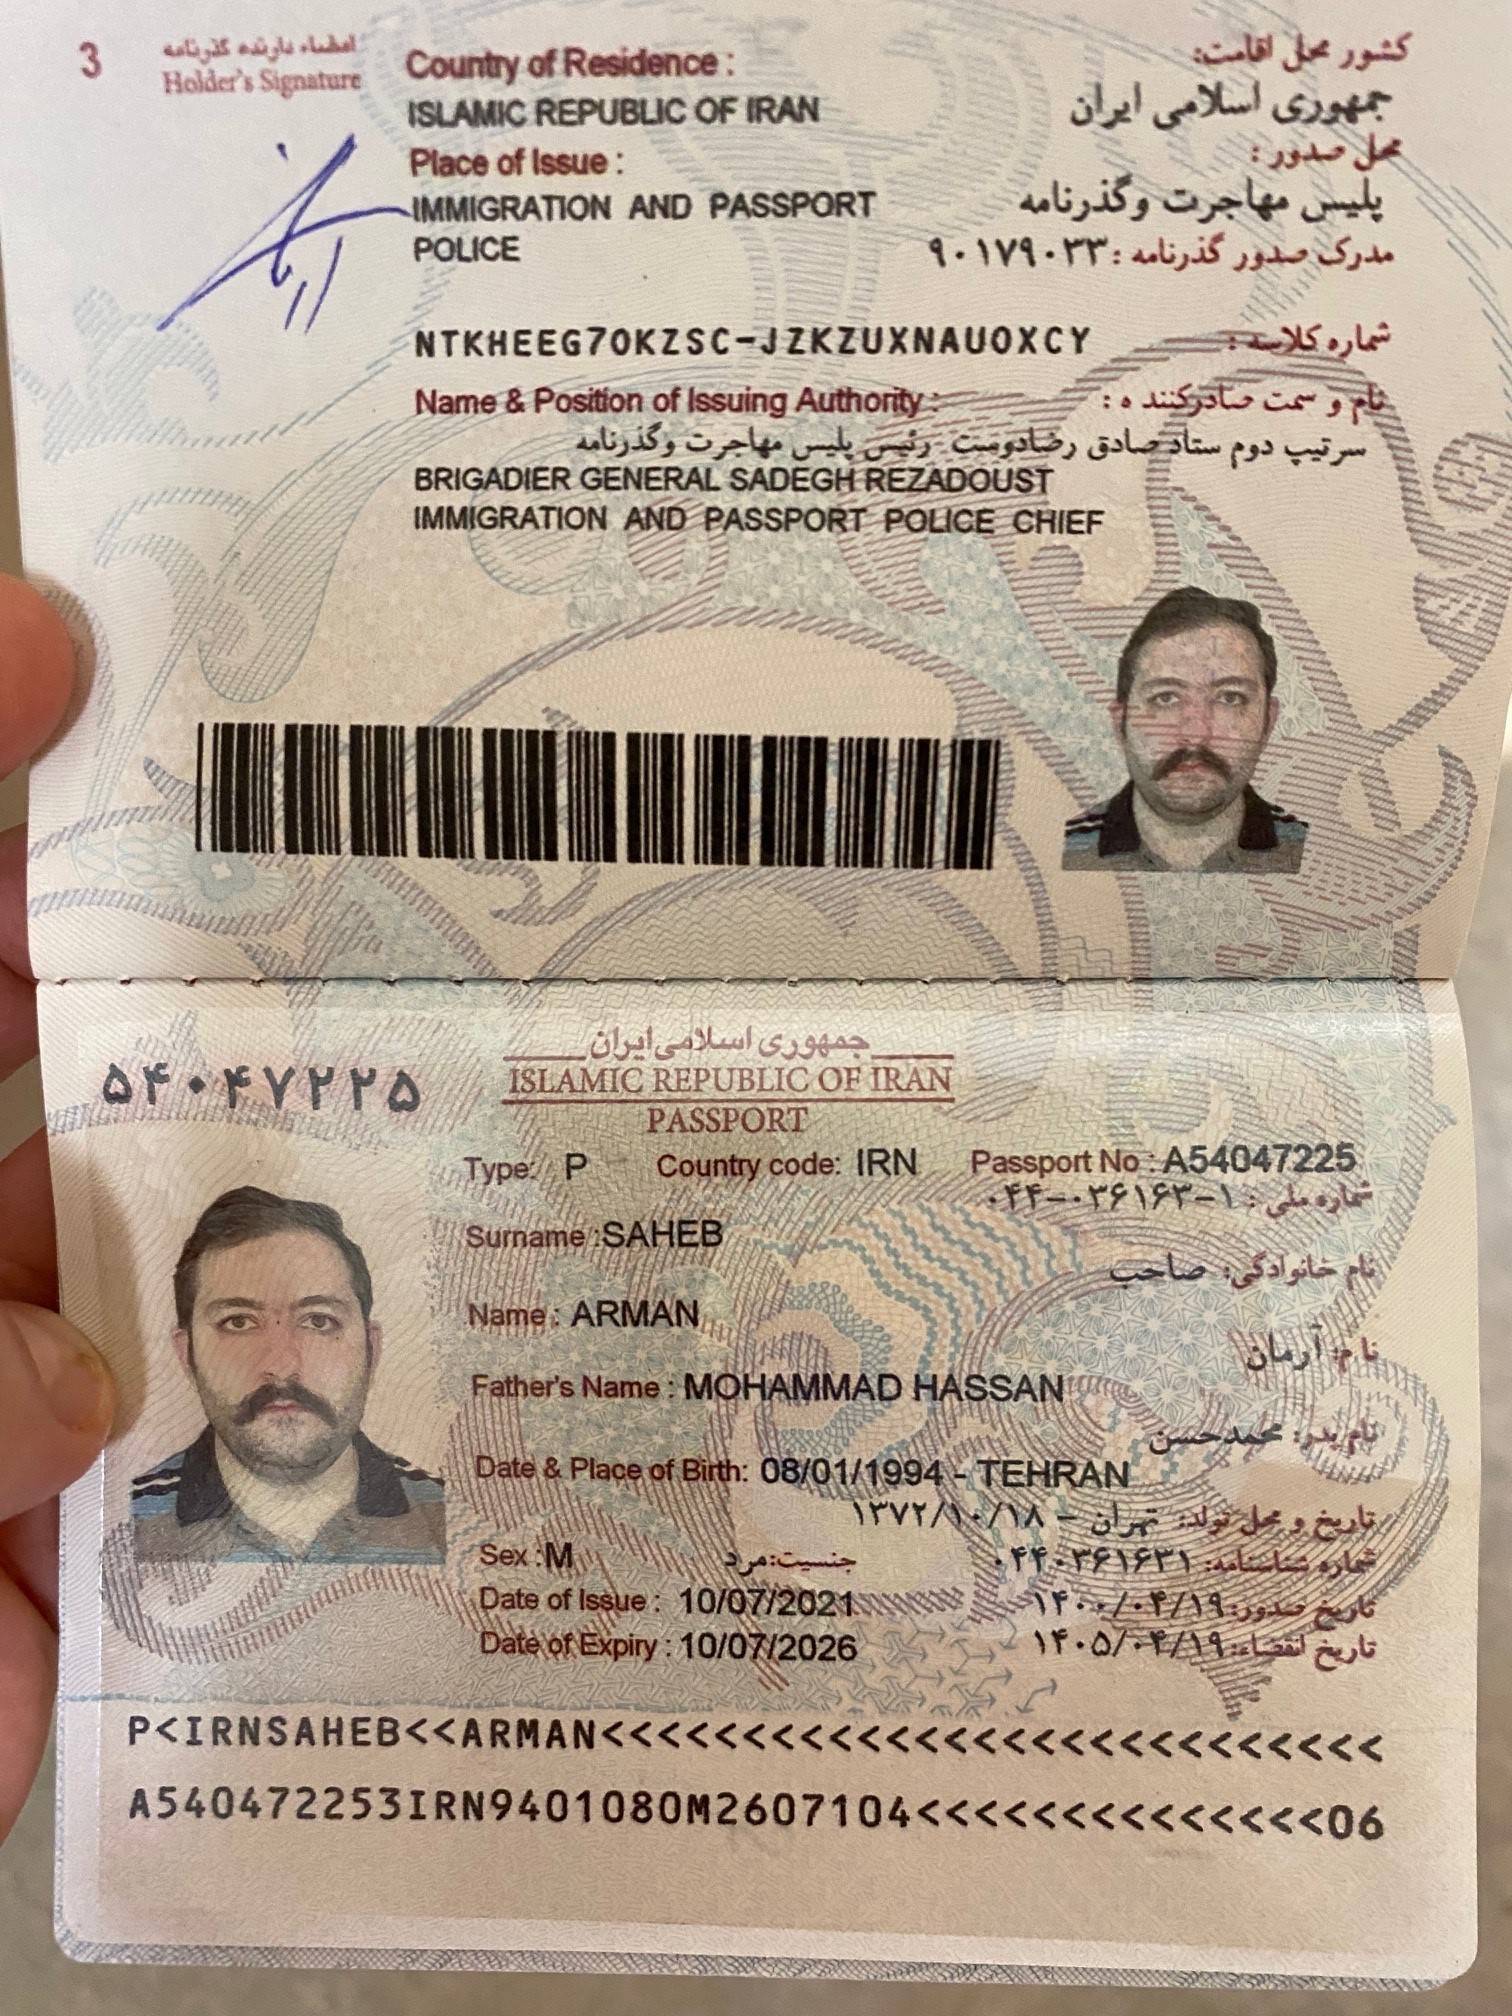 3
امضاء دارنده گذرنامه
Holder's Signature
Country of Residence :
کشور محل اقامت:
ISLAMIC REPUBLIC OF IRAN
جمهوری اسلامی ایران
Place of Issue :
محل صدور :
IMMIGRATION AND PASSPORT
POLICE
پلیس مهاجرت وگذرنامه
مدرک صدور گذرنامه : ۹۰۱۷۹۰۳۳
NTKHEEG7OKZSC-JZKZUXNAUOXCY
شماره کلاسه :
Name & Position of Issuing Authority :
نام و سمت صادرکننده :
سرتیپ دوم ستاد صادق رضادوست - رئیس پلیس مهاجرت وگذرنامه
BRIGADIER GENERAL SADEGH REZADOUST
IMMIGRATION AND PASSPORT POLICE CHIEF
جمهوری اسلامی ایران
ISLAMIC REPUBLIC OF IRAN
PASSPORT
۵۴۰۴۷۲۲۵
Type: P
Country code: IRN
Passport No : A54047225
شماره ملی : ۰۴۴-۰۳۶۱۶۳-۱
Surname :SAHEB
نام خانوادگی: صاحب
Name : ARMAN
نام: آرمان
Father's Name : MOHAMMAD HASSAN
نام پدر: محمدحسن
Date & Place of Birth: 08/01/1994 - TEHRAN
تاریخ و محل تولد: تهران - ۱۳۷۲/۱۰/۱۸
Sex :M
جنسیت:مرد
شماره شناسنامه: ۰۴۴۰۳۶۱۶۳۱
Date of Issue : 10/07/2021
تاریخ صدور:۱۴۰۰/۰۴/۱۹
Date of Expiry : 10/07/2026
تاریخ انقضاء:۱۴۰۵/۰۴/۱۹
P<IRNSAHEB<<ARMAN<<<<<<<<<<<<<<<<<<<<<<<<<<<
A540472253IRN9401080M2607104<<<<<<<<<<<<<<06